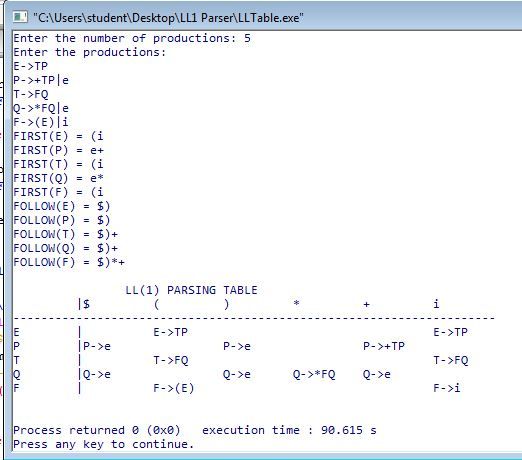 "C:\Users\student\Desktop\LL1 Parser\LLTable.exe"
Enter the number of productions: 5
Enter the productions:
E->TP
P->+TP|e
T->FQ
Q->*FQ|e
F->(E)|i
FIRST(E) = (i
FIRST(P) = e+
FIRST(T) = (i
FIRST(Q) = e*
FIRST(F) = (i
FOLLOW(E) = $)
FOLLOW(P) = $)
FOLLOW(T) = $)+
FOLLOW(Q) = $)+
FOLLOW(F) = $)*+
LL(1) PARSING TABLE
|$ ( ) * + i
--------------------------------------------------------------------
E | E->TP E->TP
P |P->e P->e P->+TP
T | T->FQ T->FQ
Q |Q->e Q->e Q->*FQ Q->e
F | F->(E) F->i
Process returned 0 (0x0) execution time : 90.615 s
Press any key to continue.